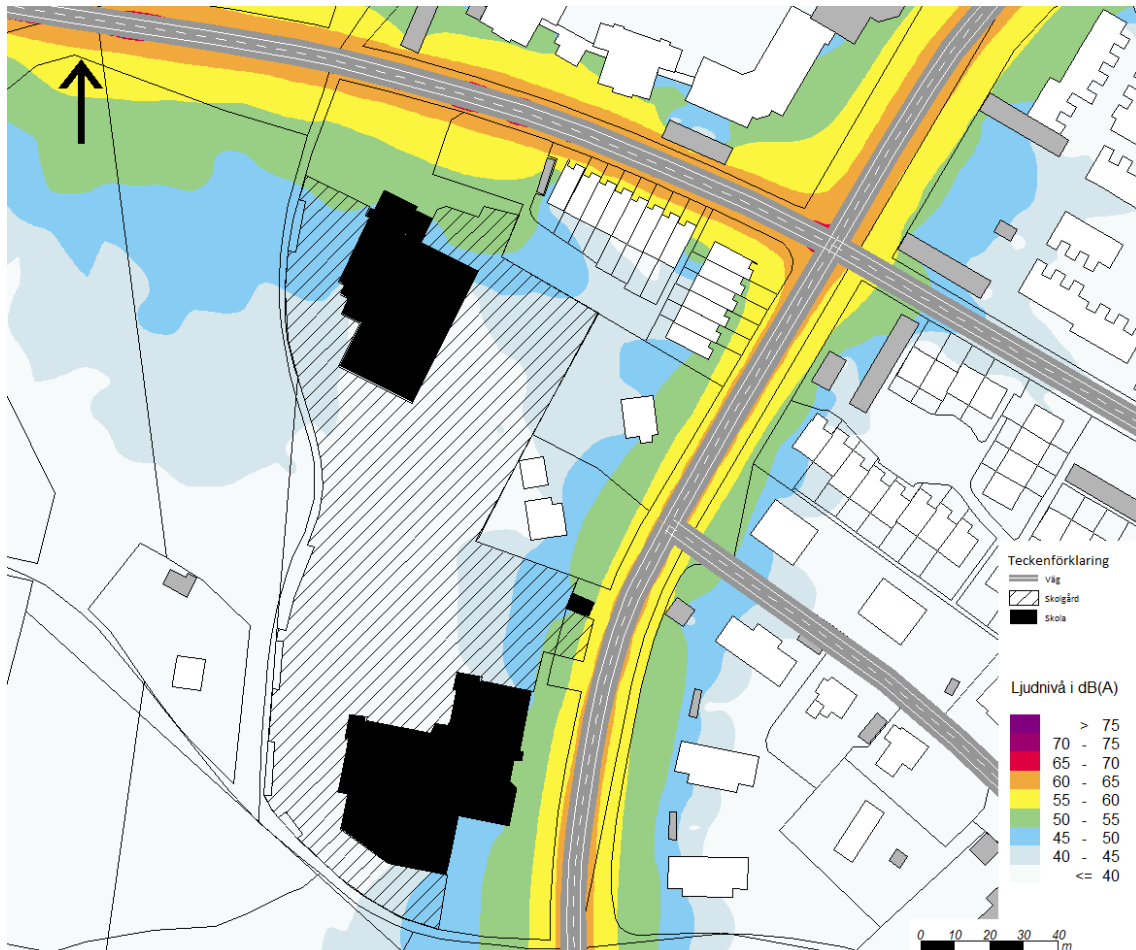 Teckenförklaring
Väg
Skolgård
Skola
Ljudnivå i dB(A)
> 75
70 - 75
65 - 70
60 - 65
55 - 60
50 - 55
45 - 50
40 - 45
<= 40
0 10 20 30 40
m